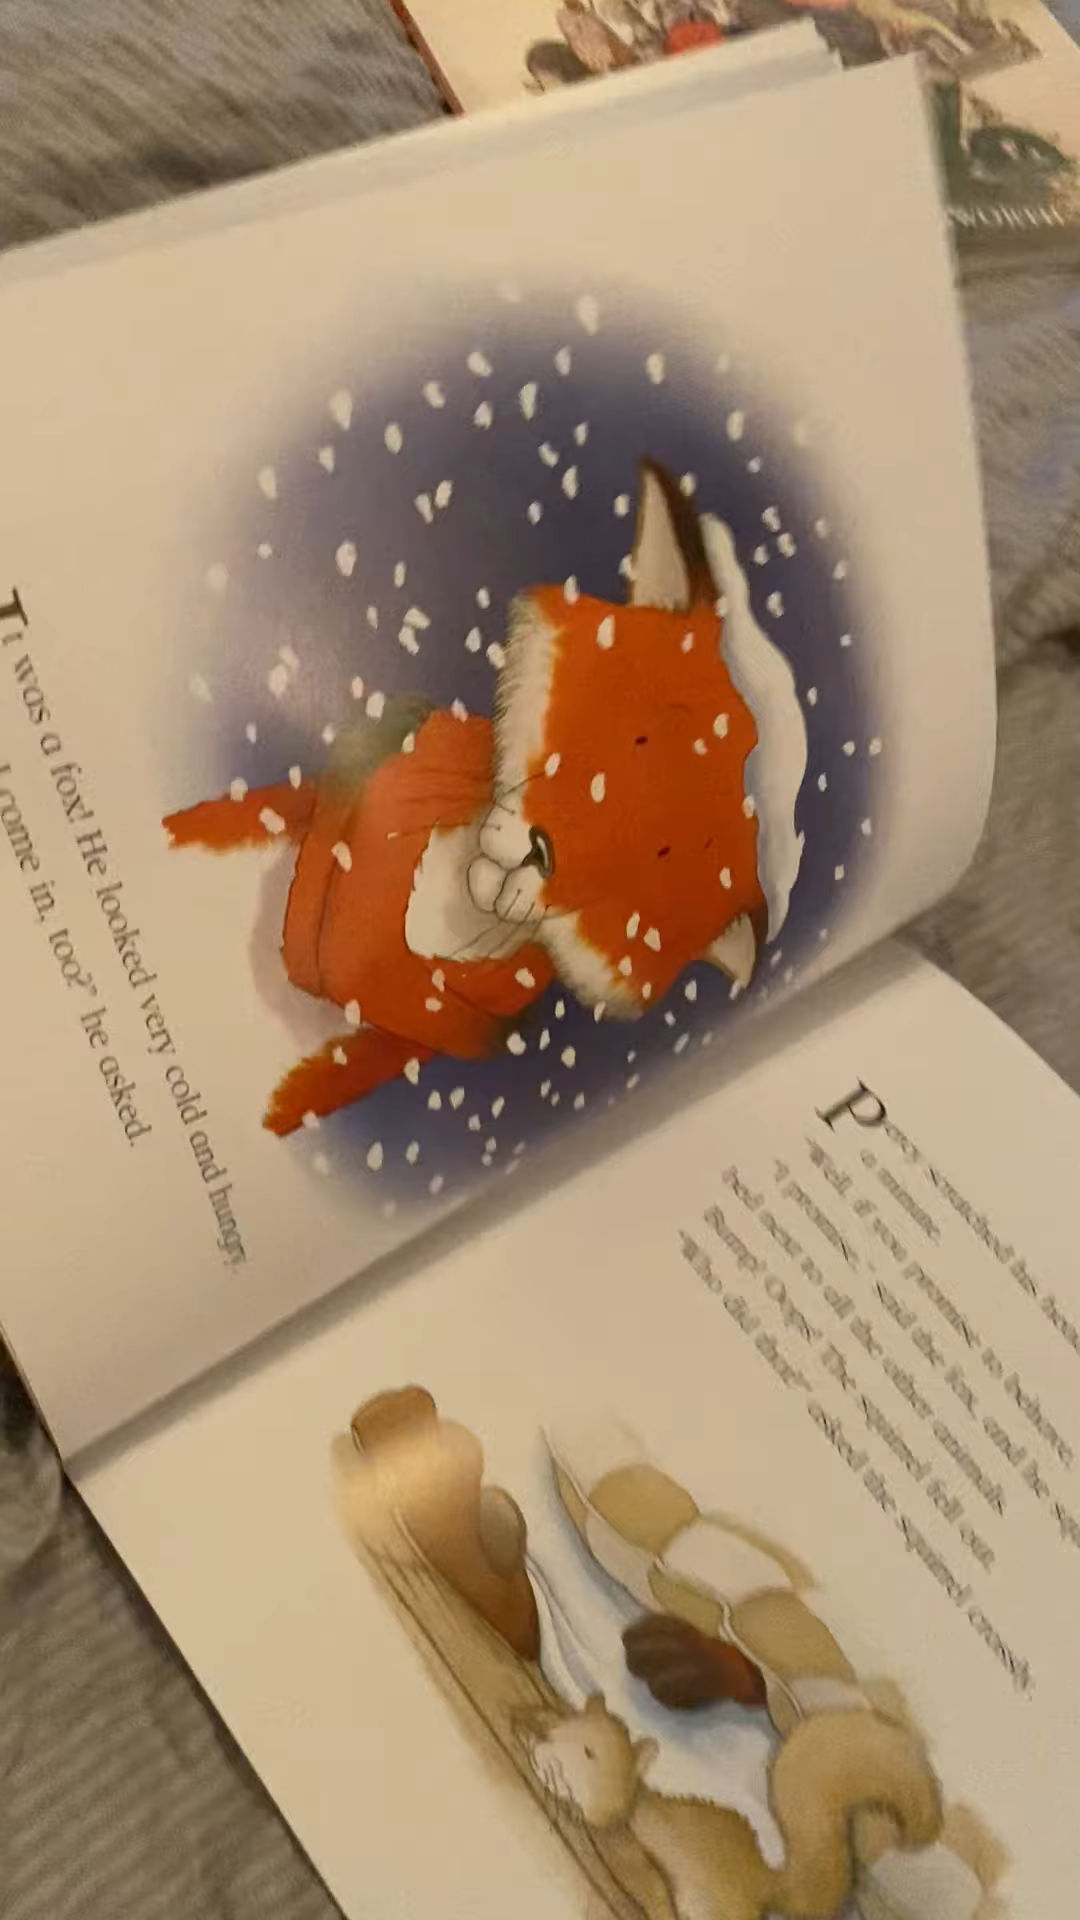 It was a fox! He looked very cold and hungry.
I come in, too?" he asked.
Percy scratched his head
a minute.
"Well, if you promise to behave,
"I promise," said the fox, and he
bed next to all the other animals.
Bump! Oops! The squirrel fell out.
"Who did that?" asked the squirrel crossly.
WORTH